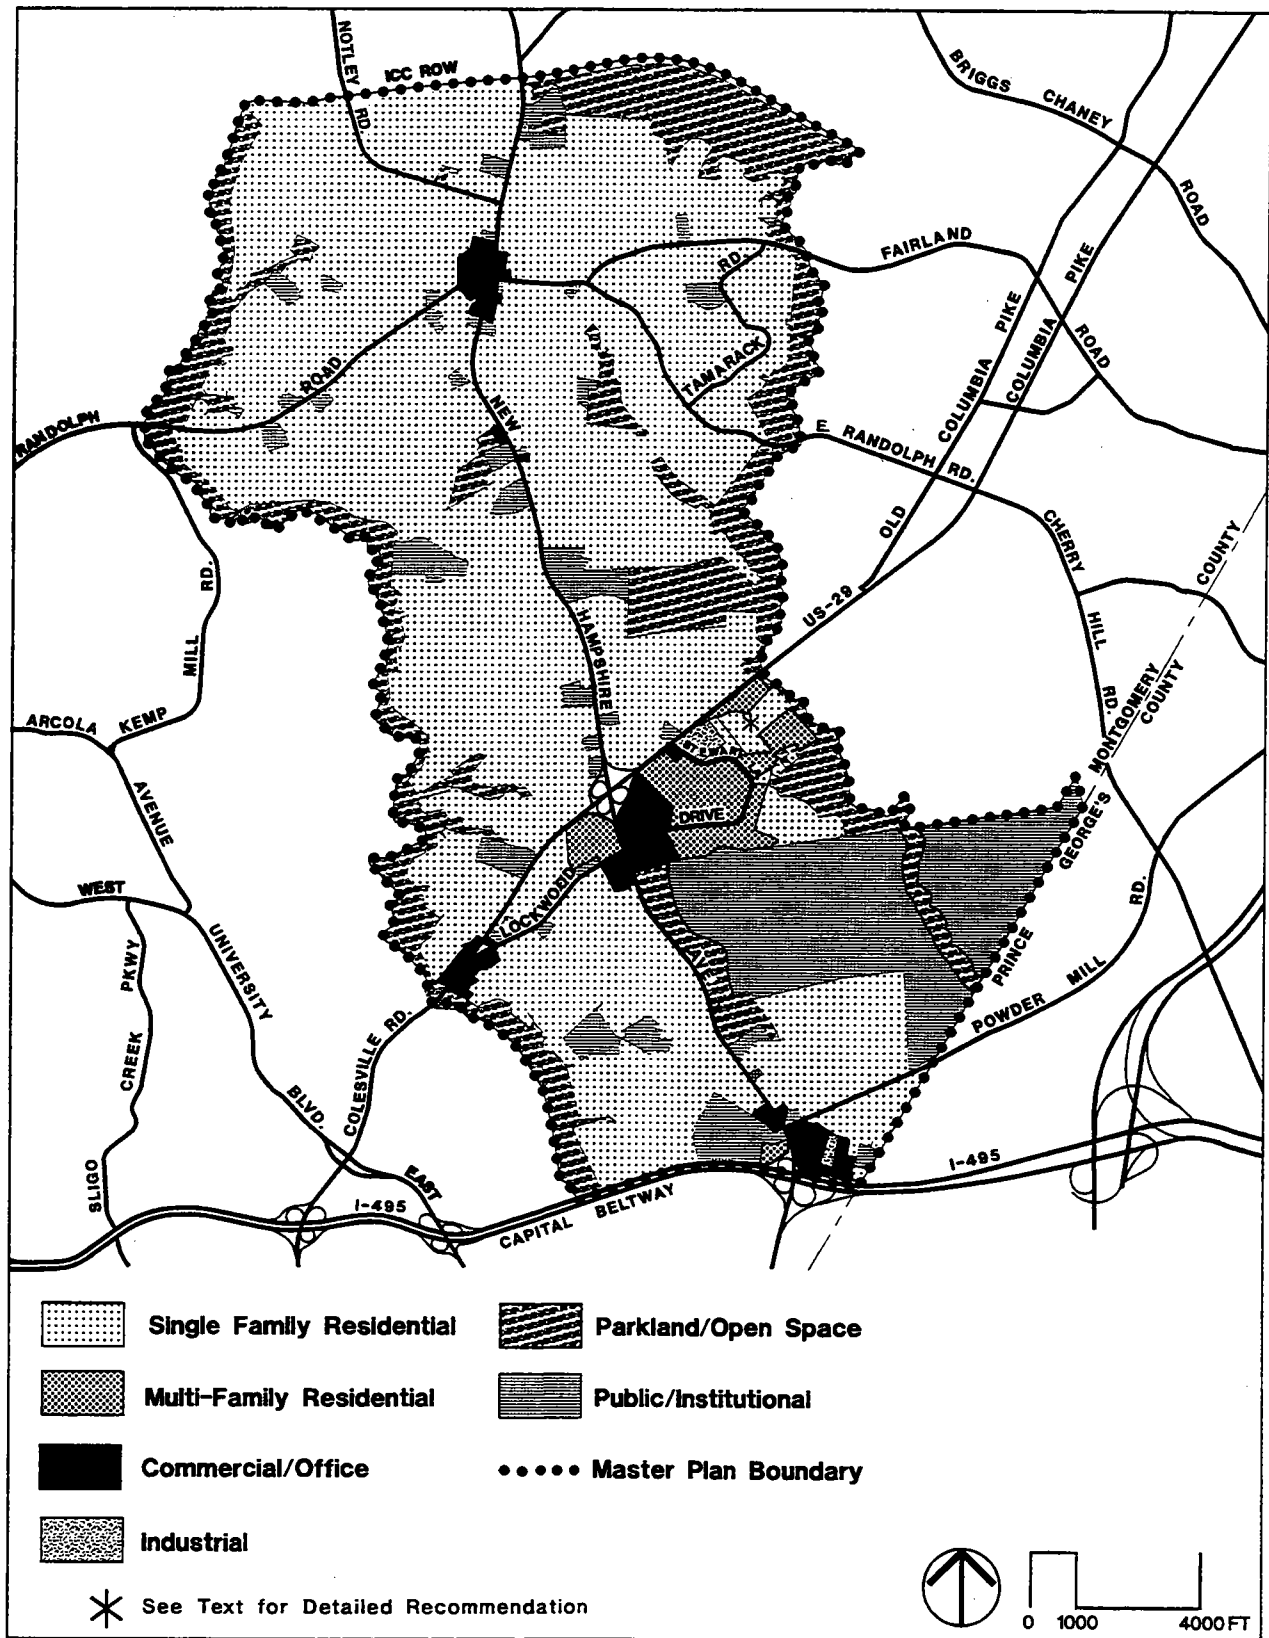 NOTLEY RD.
ICC ROW
BRIGGS CHANEY ROAD
FAIRLAND ROAD
RD.
TAMARACK
COLUMBIA PIKE
OLD COLUMBIA PIKE
RANDOLPH ROAD
NEW HAMPSHIRE AVE.
E. RANDOLPH RD.
CHERRY HILL RD.
US-29
COUNTY
MONTGOMERY COUNTY
PRINCE GEORGE'S
KEMP MILL RD.
ARCOLA AVENUE
STEWART
DRIVE
LOCKWOOD
WEST
UNIVERSITY BLVD. EAST
SLIGO CREEK PKWY
COLESVILLE RD.
POWDER MILL RD.
I-495
I-495
CAPITAL BELTWAY
Single Family Residential
Parkland/Open Space
Multi-Family Residential
Public/Institutional
Commercial/Office
Master Plan Boundary
Industrial
See Text for Detailed Recommendation
0 1000 4000 FT